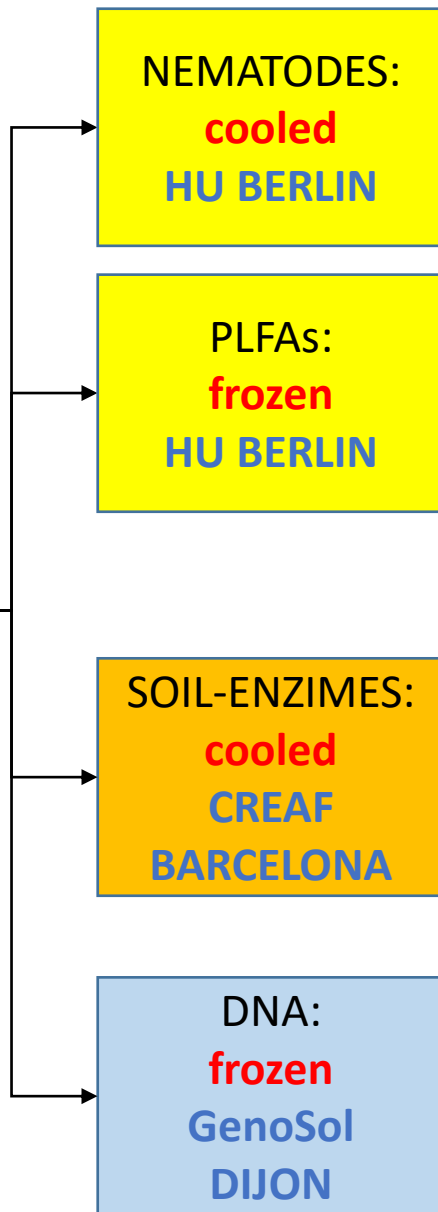 NEMATODES:
cooled
HU BERLIN
PLFAs:
frozen
HU BERLIN
SOIL-ENZIMES:
cooled
CREAF
BARCELONA
DNA:
frozen
GenoSol
DIJON